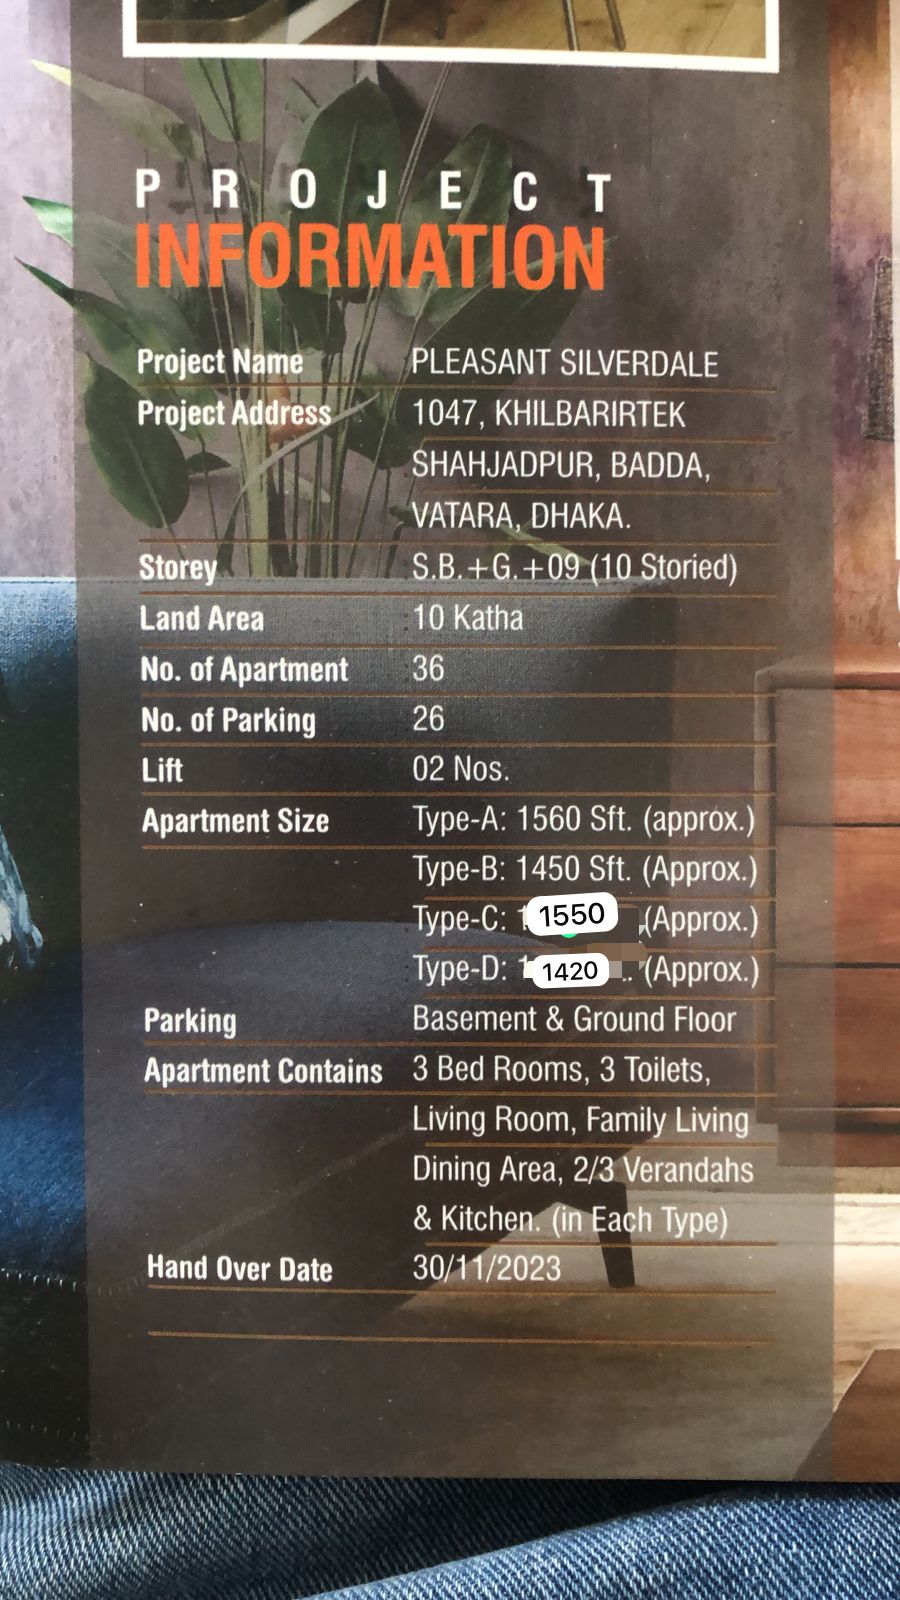 PROJECT
INFORMATION
Project Name PLEASANT SILVERDALE
Project Address 1047, KHILBARIRTEK
SHAHJADPUR, BADDA,
VATARA, DHAKA.
Storey S.B.+G.+09 (10 Storied)
Land Area 10 Katha
No. of Apartment 36
No. of Parking 26
Lift 02 Nos.
Apartment Size Type-A: 1560 Sft. (approx.)
Type-B: 1450 Sft. (Approx.)
Type-C: 1550 (Approx.)
Type-D: 1420 (Approx.)
Parking Basement & Ground Floor
Apartment Contains 3 Bed Rooms, 3 Toilets,
Living Room, Family Living
Dining Area, 2/3 Verandahs
& Kitchen. (in Each Type)
Hand Over Date 30/11/2023